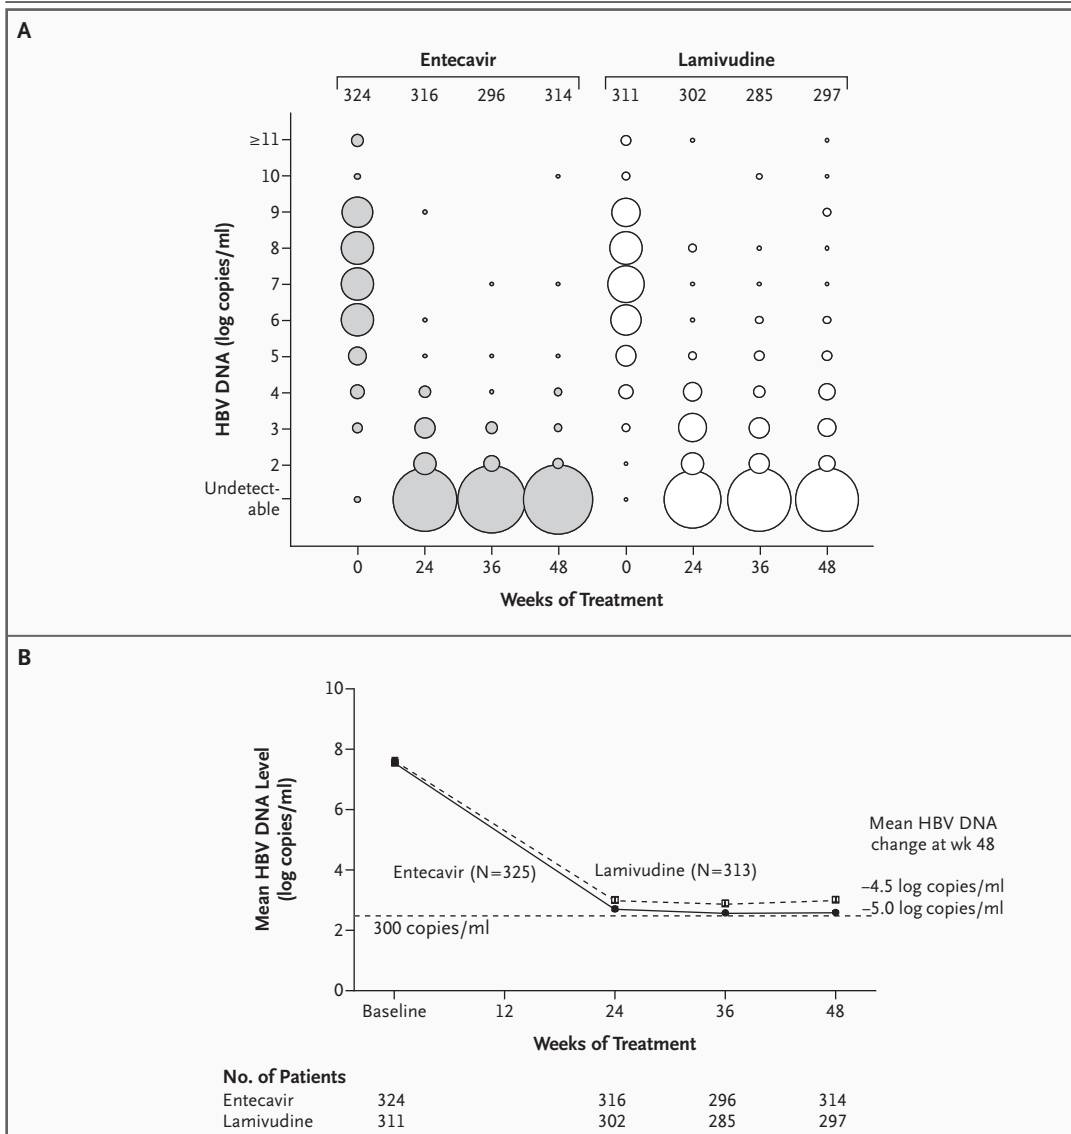 A
Entecavir Lamivudine
324 316 296 314 311 302 285 297
≥11
10
9
8
7
6
5
4
3
2
Undetect-
able
HBV DNA (log copies/ml)
0 24 36 48 0 24 36 48
Weeks of Treatment
B
10
8
6
4
2
0
Mean HBV DNA Level
(log copies/ml)
Mean HBV DNA
change at wk 48
Entecavir (N=325) Lamivudine (N=313)
–4.5 log copies/ml
–5.0 log copies/ml
300 copies/ml
Baseline 12 24 36 48
Weeks of Treatment
No. of Patients
Entecavir 324 316 296 314
Lamivudine 311 302 285 297